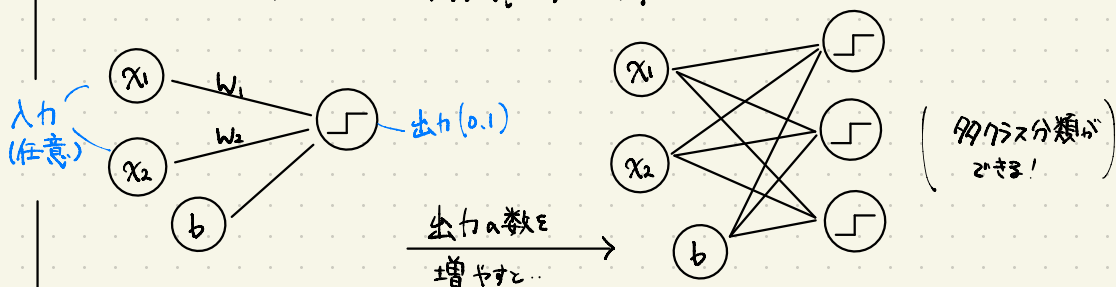 x₁
w₁
入力
(任意)
w₂
x₂
b
出力(0.1)
出力の数を
増やすと‥
x₁
x₂
b
(多クラス分類が
できる!)